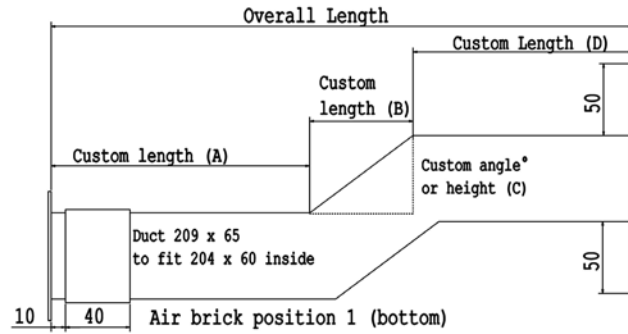 Overall Length
Custom Length (D)
Custom
length (B)
50
Custom length (A)
Custom angle°
or height (C)
Duct 209 x 65
to fit 204 x 60 inside
50
10
40
Air brick position 1 (bottom)